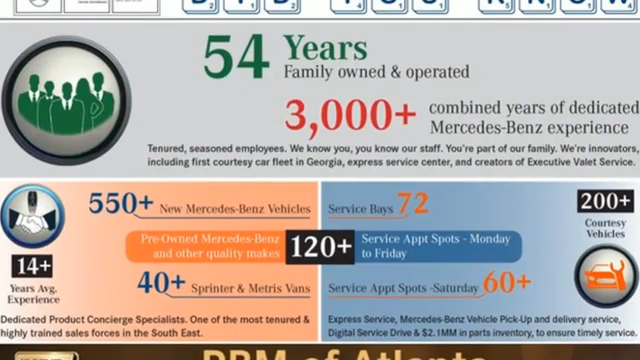 DID YOU KNOW
54 Years
Family owned & operated
3,000+ combined years of dedicated
Mercedes-Benz experience
Tenured, seasoned employees. We know you, you know our staff. You're part of our family. We're innovators,
including first courtesy car fleet in Georgia, express service center, and creators of Executive Valet Service.
14+
Years Avg.
Experience
550+ New Mercedes-Benz Vehicles
Pre-Owned Mercedes-Benz
and other quality makes
120+
40+ Sprinter & Metris Vans
Dedicated Product Concierge Specialists. One of the most tenured &
highly trained sales forces in the South East.
Service Bays 72
Service Appt Spots - Monday
to Friday
Service Appt Spots -Saturday 60+
200+
Courtesy
Vehicles
Express Service, Mercedes-Benz Vehicle Pick-Up and delivery service,
Digital Service Drive & $2.1MM in parts inventory, to ensure timely service.
of Atlanta